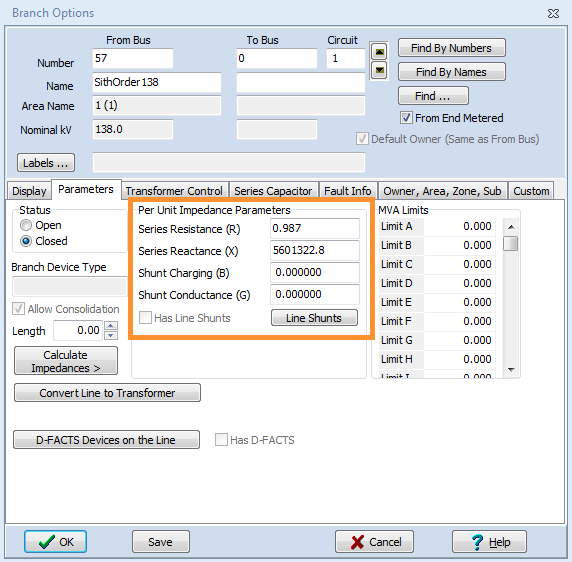 Branch Options
From Bus To Bus Circuit
Number 57 0 1 Find By Numbers
Name SithOrder138 Find By Names
Area Name 1 (1) Find ...
From End Metered
Nominal kV 138.0
Default Owner (Same as From Bus)
Labels ...
Display Parameters Transformer Control Series Capacitor Fault Info Owner, Area, Zone, Sub Custom
Status
Open
Closed
Branch Device Type
Allow Consolidation
Length 0.00
Calculate
Impedances >
Per Unit Impedance Parameters
Series Resistance (R) 0.987
Series Reactance (X) 5601322.8
Shunt Charging (B) 0.000000
Shunt Conductance (G) 0.000000
Has Line Shunts Line Shunts
MVA Limits
Limit A 0.000
Limit B 0.000
Limit C 0.000
Limit D 0.000
Limit E 0.000
Limit F 0.000
Limit G 0.000
Limit H 0.000
Limit I 0.000
Convert Line to Transformer
D-FACTS Devices on the Line Has D-FACTS
OK Save Cancel Help